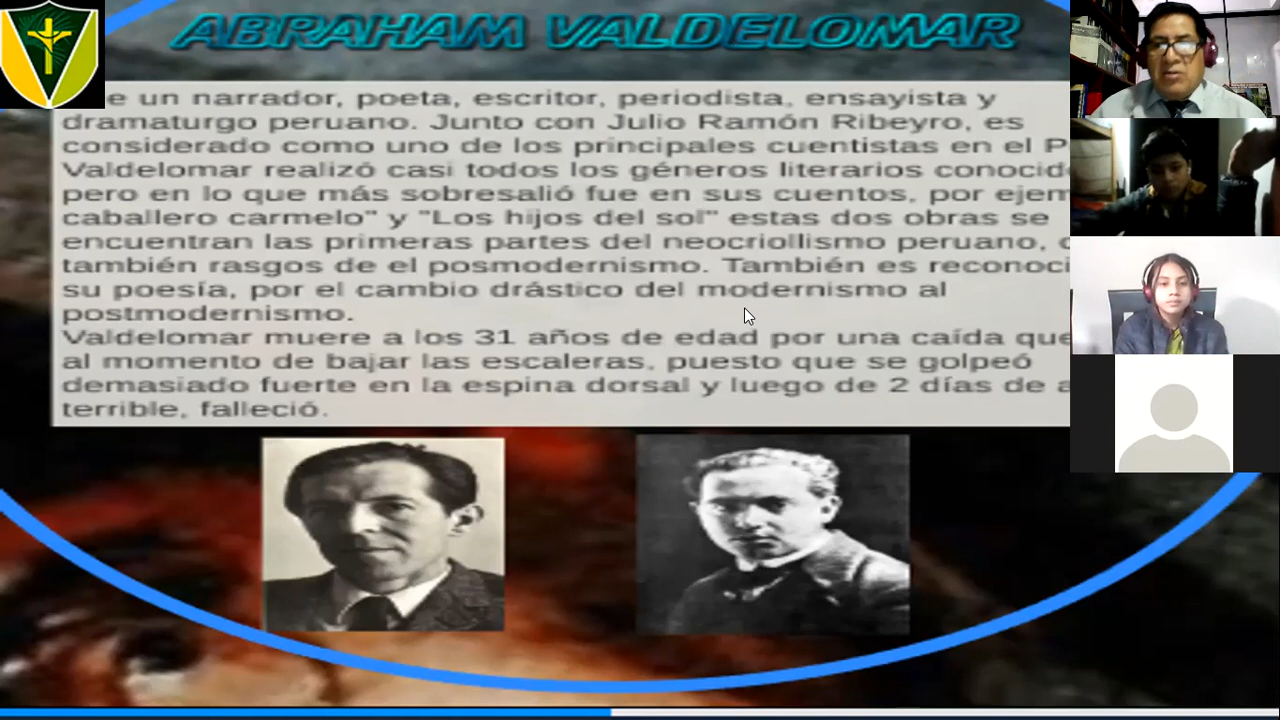 ABRAHAM VALDELOMAR
e un narrador, poeta, escritor, periodista, ensayista y
dramaturgo peruano. Junto con Julio Ramón Ribeyro, es
considerado como uno de los principales cuentistas en el P
Valdelomar realizó casi todos los géneros literarios conocid
pero en lo que más sobresalió fue en sus cuentos, por ejem
caballero carmelo" y "Los hijos del sol" estas dos obras se
encuentran las primeras partes del neocriollismo peruano, c
también rasgos de el posmodernismo. También es reconoci
su poesía, por el cambio drástico del modernismo al
postmodernismo.
Valdelomar muere a los 31 años de edad por una caída que
al momento de bajar las escaleras, puesto que se golpeó
demasiado fuerte en la espina dorsal y luego de 2 días de a
terrible, falleció.